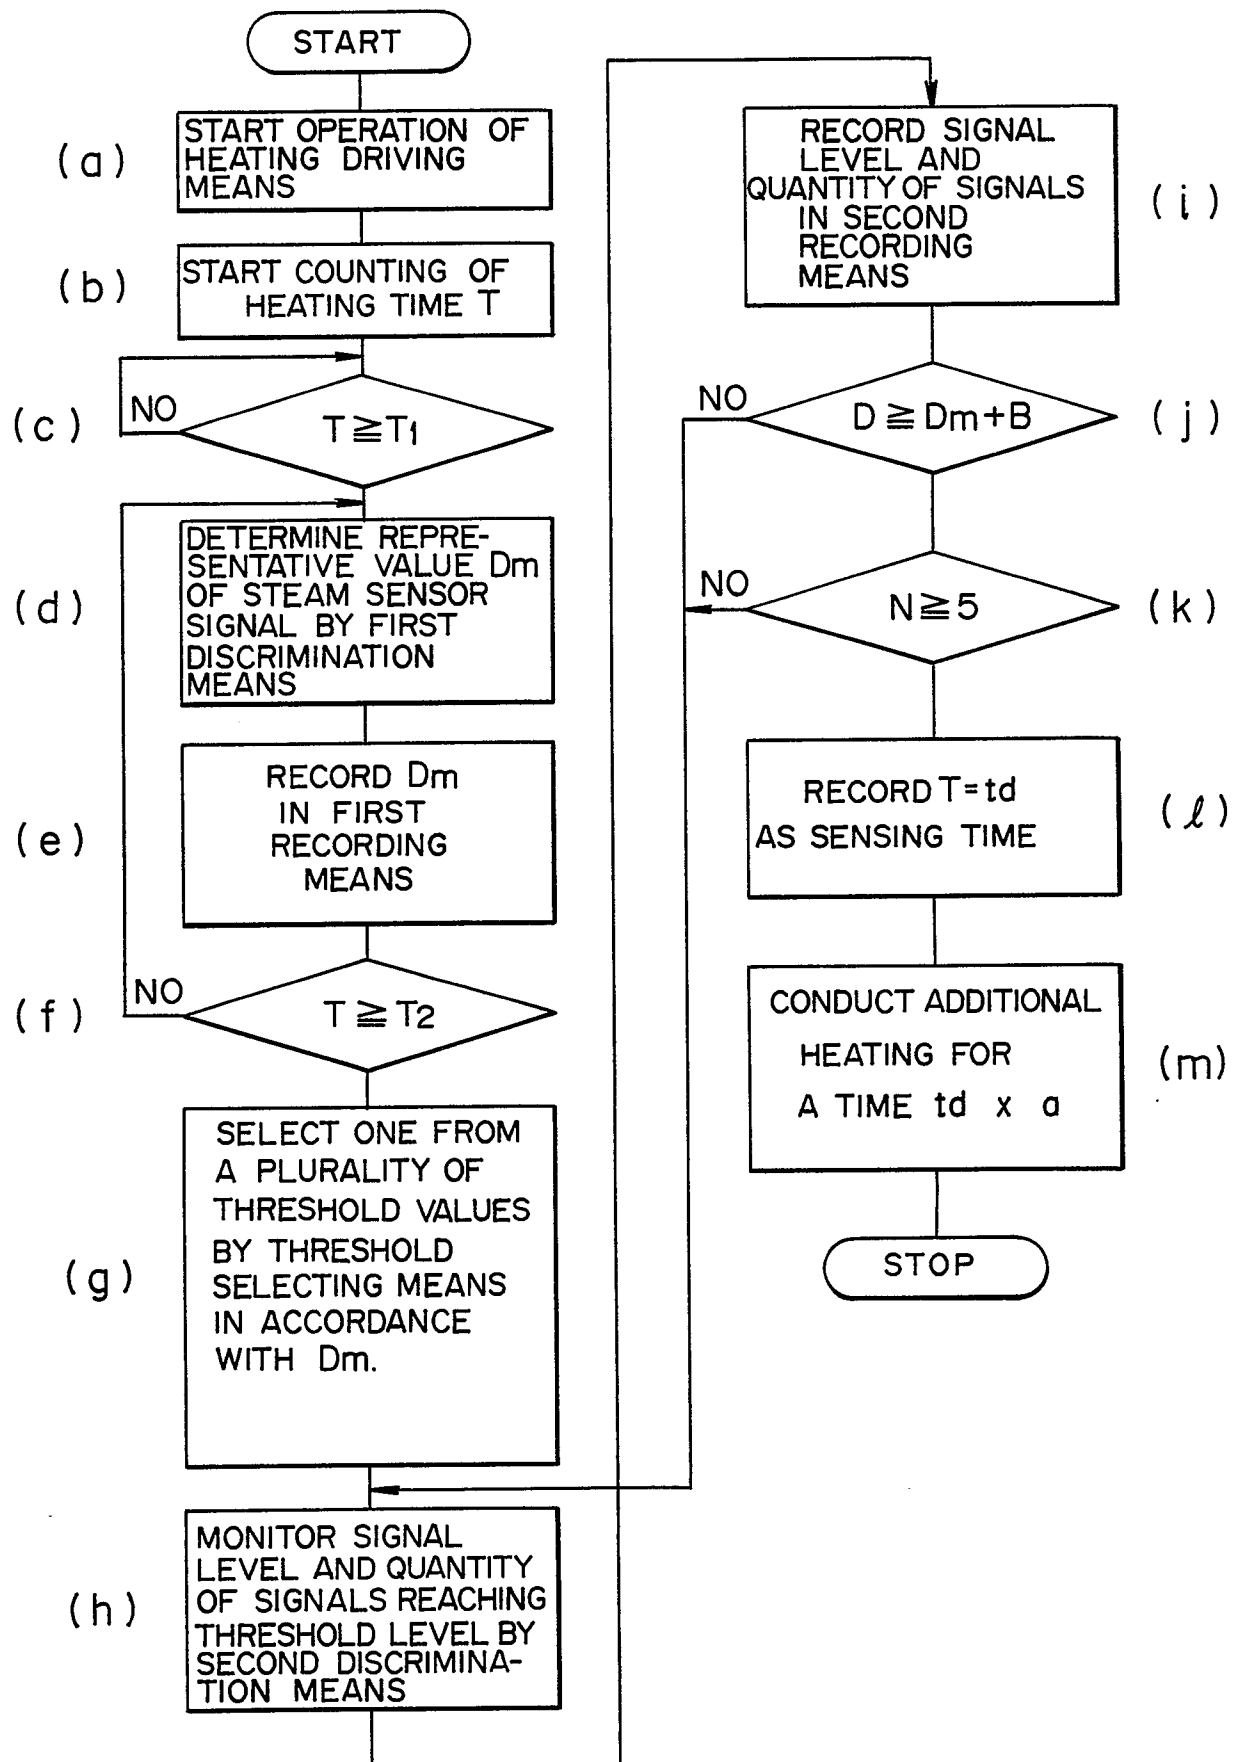 START
(a)
START OPERATION OF
HEATING DRIVING
MEANS
(b)
START COUNTING OF
HEATING TIME T
(c)
NO
T≧T1
(d)
DETERMINE REPRE-
SENTATIVE VALUE Dm
OF STEAM SENSOR
SIGNAL BY FIRST
DISCRIMINATION
MEANS
(e)
RECORD Dm
IN FIRST
RECORDING
MEANS
(f)
NO
T≧T2
(g)
SELECT ONE FROM
A PLURALITY OF
THRESHOLD VALUES
BY THRESHOLD
SELECTING MEANS
IN ACCORDANCE
WITH Dm.
(h)
MONITOR SIGNAL
LEVEL AND QUANTITY
OF SIGNALS REACHING
THRESHOLD LEVEL BY
SECOND DISCRIMINA-
TION MEANS
RECORD SIGNAL
LEVEL AND
QUANTITY OF SIGNALS
IN SECOND
RECORDING
MEANS
(i)
NO
D≧Dm+B
(j)
NO
N≧5
(k)
RECORD T=td
AS SENSING TIME
(ℓ)
CONDUCT ADDITIONAL
HEATING FOR
A TIME td x a
(m)
STOP